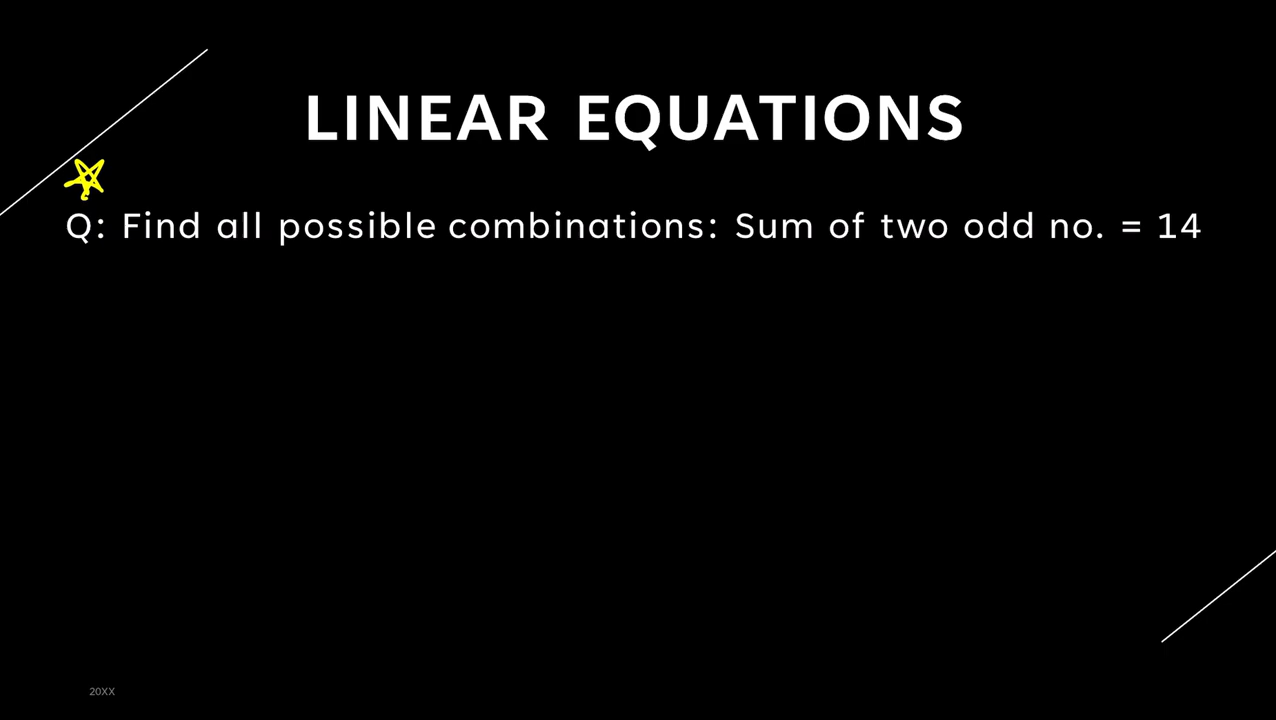 LINEAR EQUATIONS
Q: Find all possible combinations: Sum of two odd no. = 14
20XX